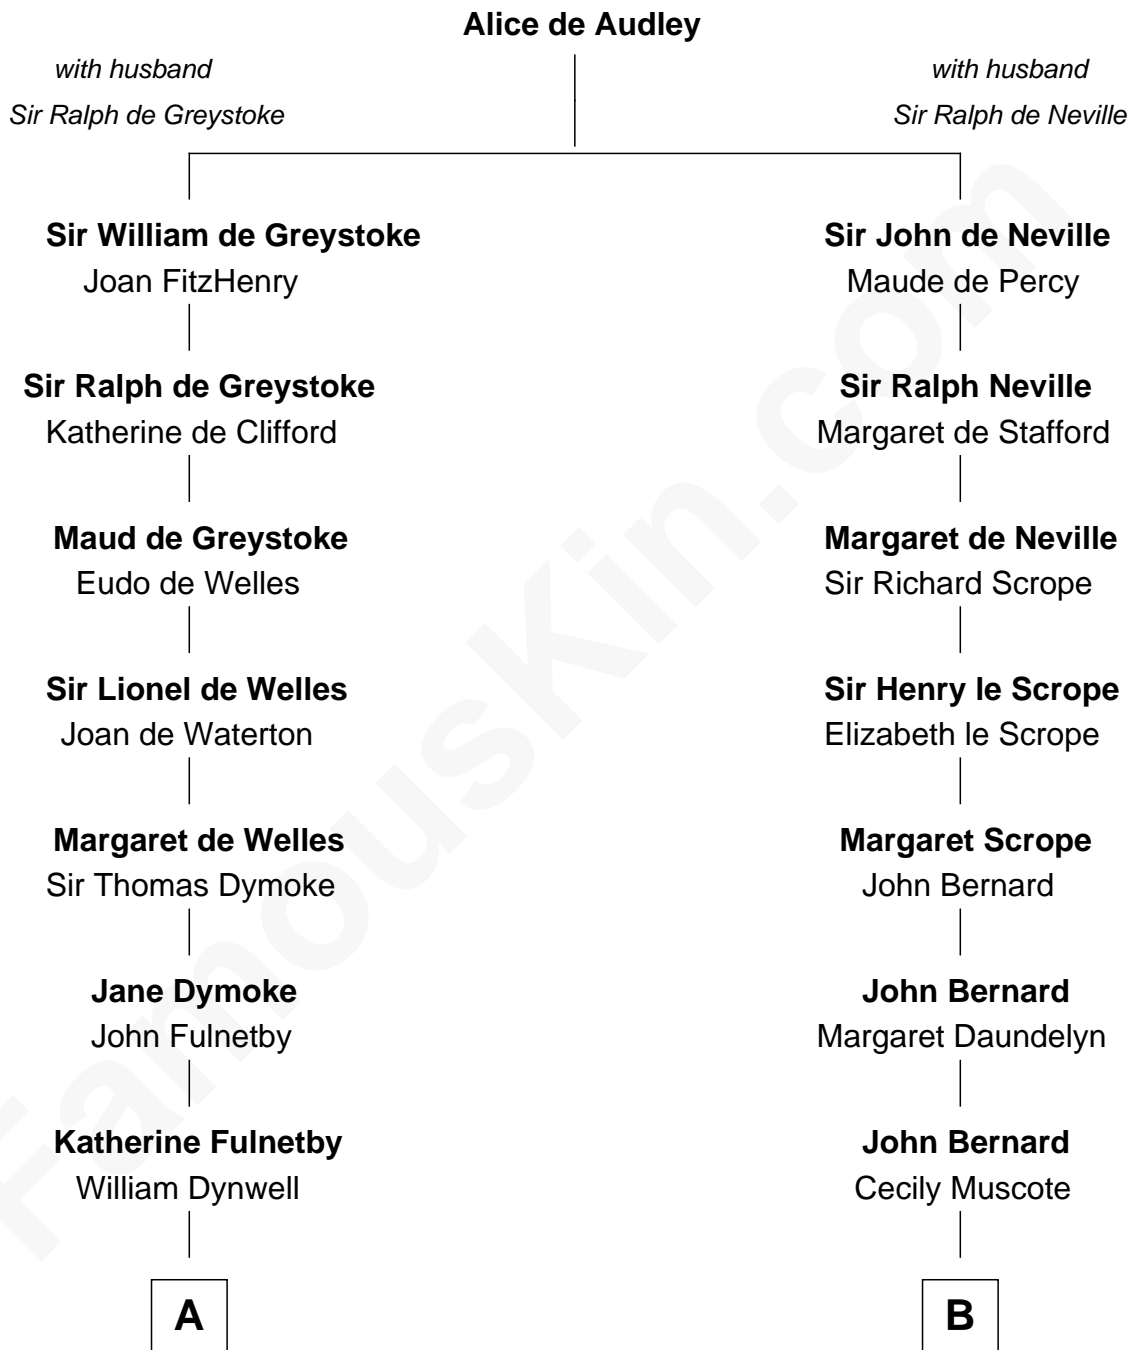 Alice de Audley
with husband
Sir Ralph de Greystoke
with husband
Sir Ralph de Neville
Sir William de Greystoke
Joan FitzHenry
Sir John de Neville
Maude de Percy
Sir Ralph de Greystoke
Katherine de Clifford
Sir Ralph Neville
Margaret de Stafford
Maud de Greystoke
Eudo de Welles
Margaret de Neville
Sir Richard Scrope
Sir Lionel de Welles
Joan de Waterton
Sir Henry le Scrope
Elizabeth le Scrope
Margaret de Welles
Sir Thomas Dymoke
Margaret Scrope
John Bernard
Jane Dymoke
John Fulnetby
John Bernard
Margaret Daundelyn
Katherine Fulnetby
William Dynwell
John Bernard
Cecily Muscote
A
B
FamousKin.com